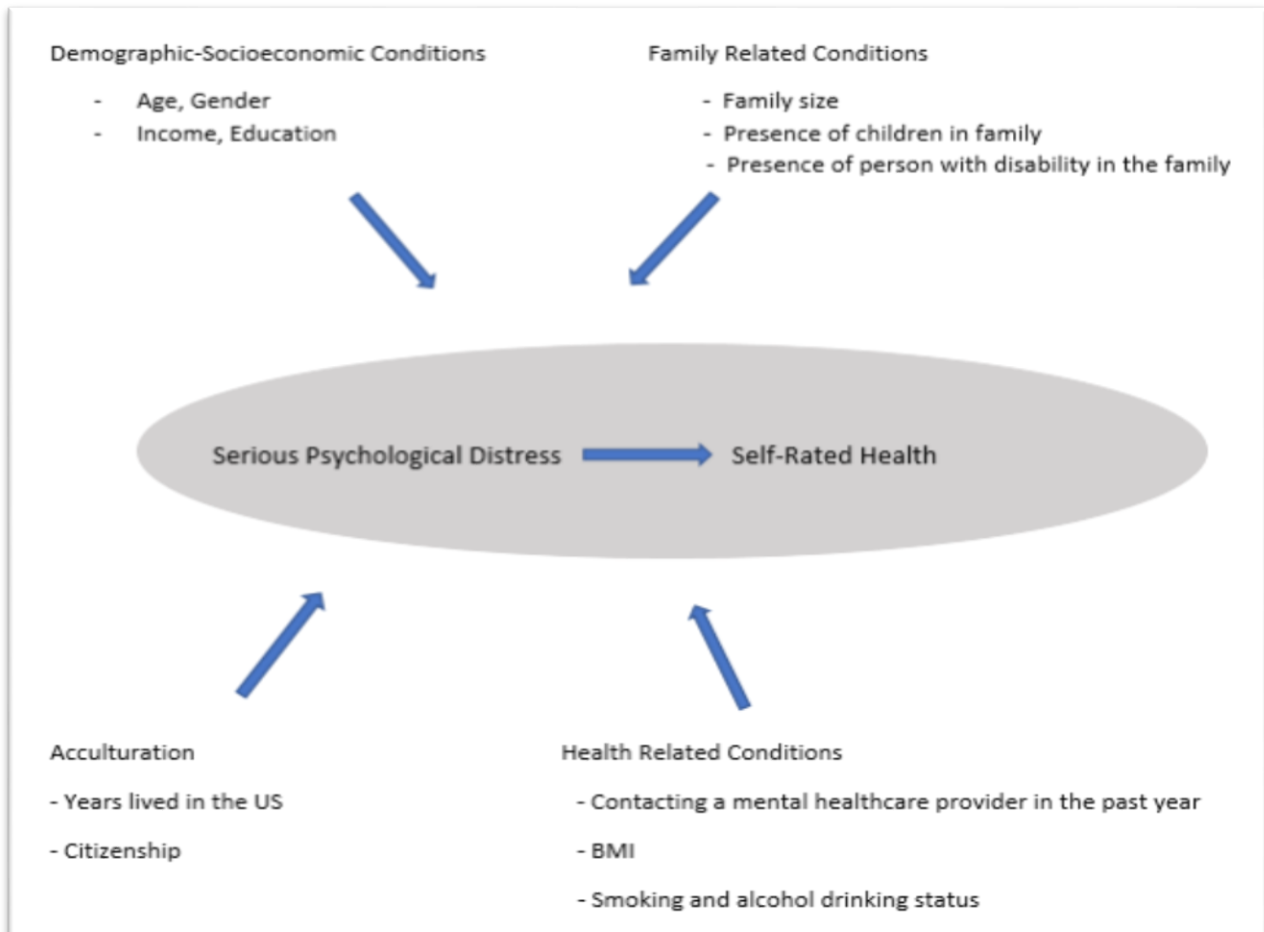 Demographic-Socioeconomic Conditions
- Age, Gender
- Income, Education
Family Related Conditions
- Family size
- Presence of children in family
- Presence of person with disability in the family
Serious Psychological Distress
Self-Rated Health
Acculturation
- Years lived in the US
- Citizenship
Health Related Conditions
- Contacting a mental healthcare provider in the past year
- BMI
- Smoking and alcohol drinking status